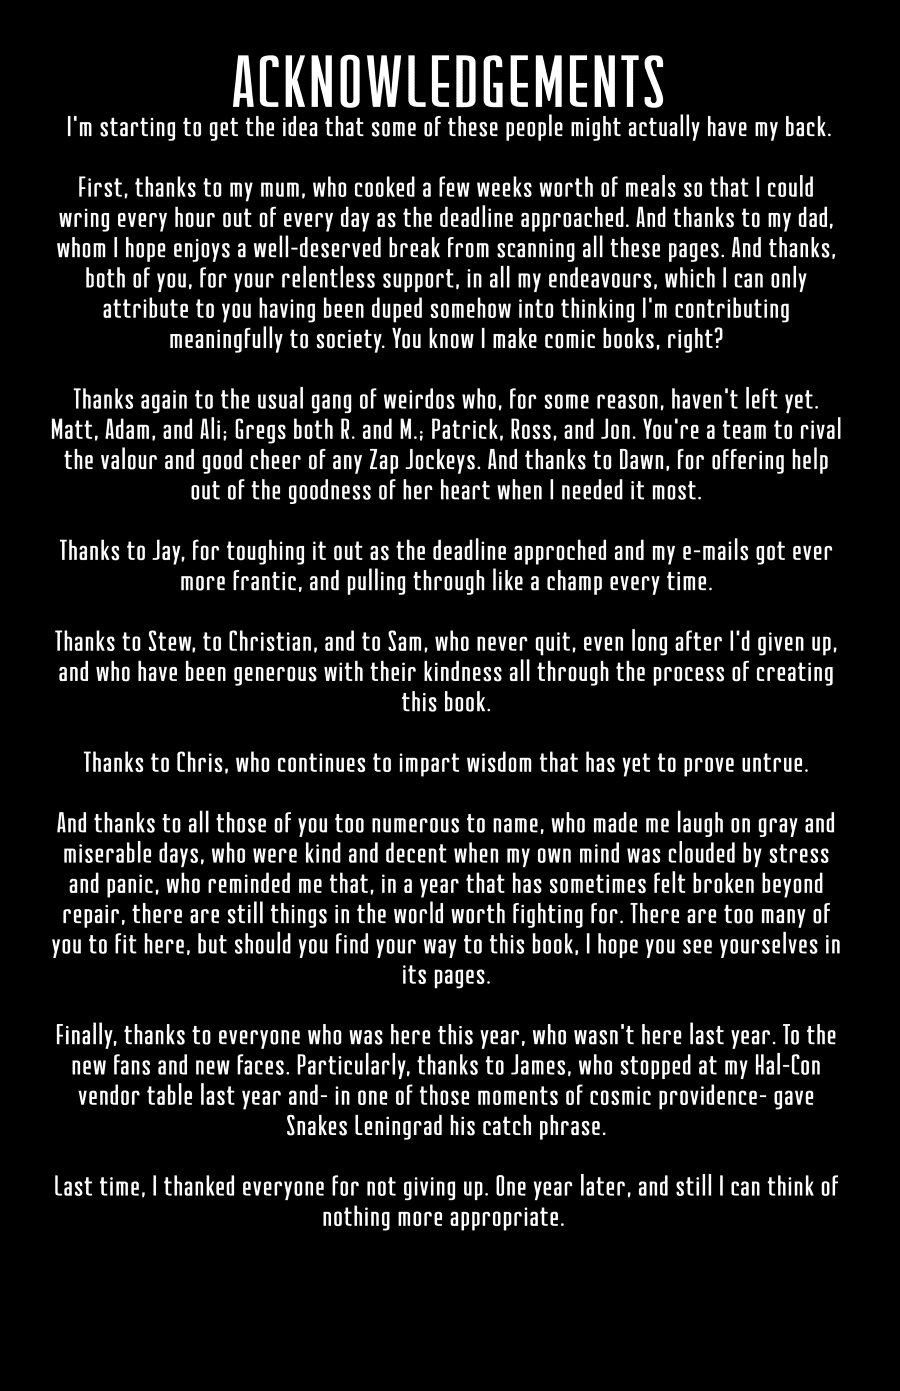 ACKNOWLEDGEMENTS
I'm starting to get the idea that some of these people might actually have my back.
First, thanks to my mum, who cooked a few weeks worth of meals so that I could
wring every hour out of every day as the deadline approached. And thanks to my dad,
whom I hope enjoys a well-deserved break from scanning all these pages. And thanks,
both of you, for your relentless support, in all my endeavours, which I can only
attribute to you having been duped somehow into thinking I'm contributing
meaningfully to society. You know I make comic books, right?
Thanks again to the usual gang of weirdos who, for some reason, haven't left yet.
Matt, Adam, and Ali; Gregs both R. and M.; Patrick, Ross, and Jon. You're a team to rival
the valour and good cheer of any Zap Jockeys. And thanks to Dawn, for offering help
out of the goodness of her heart when I needed it most.
Thanks to Jay, for toughing it out as the deadline approched and my e-mails got ever
more frantic, and pulling through like a champ every time.
Thanks to Stew, to Christian, and to Sam, who never quit, even long after I'd given up,
and who have been generous with their kindness all through the process of creating
this book.
Thanks to Chris, who continues to impart wisdom that has yet to prove untrue.
And thanks to all those of you too numerous to name, who made me laugh on gray and
miserable days, who were kind and decent when my own mind was clouded by stress
and panic, who reminded me that, in a year that has sometimes felt broken beyond
repair, there are still things in the world worth fighting for. There are too many of
you to fit here, but should you find your way to this book, I hope you see yourselves in
its pages.
Finally, thanks to everyone who was here this year, who wasn't here last year. To the
new fans and new faces. Particularly, thanks to James, who stopped at my Hal-Con
vendor table last year and- in one of those moments of cosmic providence- gave
Snakes Leningrad his catch phrase.
Last time, I thanked everyone for not giving up. One year later, and still I can think of
nothing more appropriate.